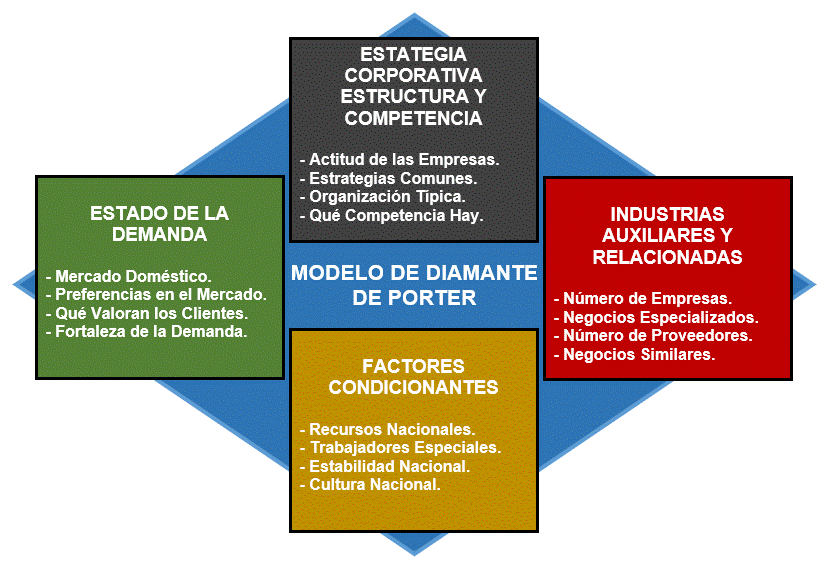 ESTATEGIA
CORPORATIVA
ESTRUCTURA Y
COMPETENCIA
- Actitud de las Empresas.
- Estrategias Comunes.
- Organización Tipica.
- Qué Competencia Hay.
ESTADO DE LA
DEMANDA
- Mercado Doméstico.
- Preferencias en el Mercado.
- Qué Valoran los Clientes.
- Fortaleza de la Demanda.
MODELO DE DIAMANTE
DE PORTER
INDUSTRIAS
AUXILIARES Y
RELACIONADAS
- Número de Empresas.
- Negocios Especializados.
- Número de Proveedores.
- Negocios Similares.
FACTORES
CONDICIONANTES
- Recursos Nacionales.
- Trabajadores Especiales.
- Estabilidad Nacional.
- Cultura Nacional.